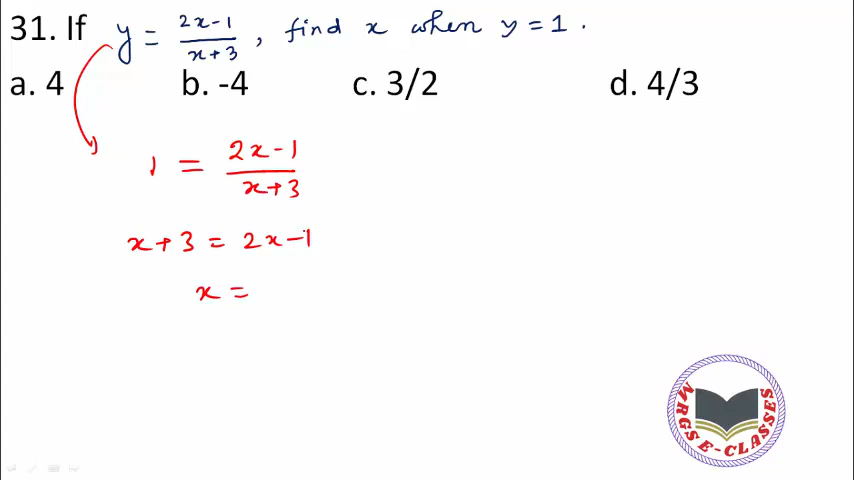 31. If y = 2x-1 / x+3 , find x when y = 1 .
a. 4 b. -4 c. 3/2 d. 4/3
1 = 2x-1 / x+3
x+3 = 2x-1
x =
MRGSE E-CLASSES